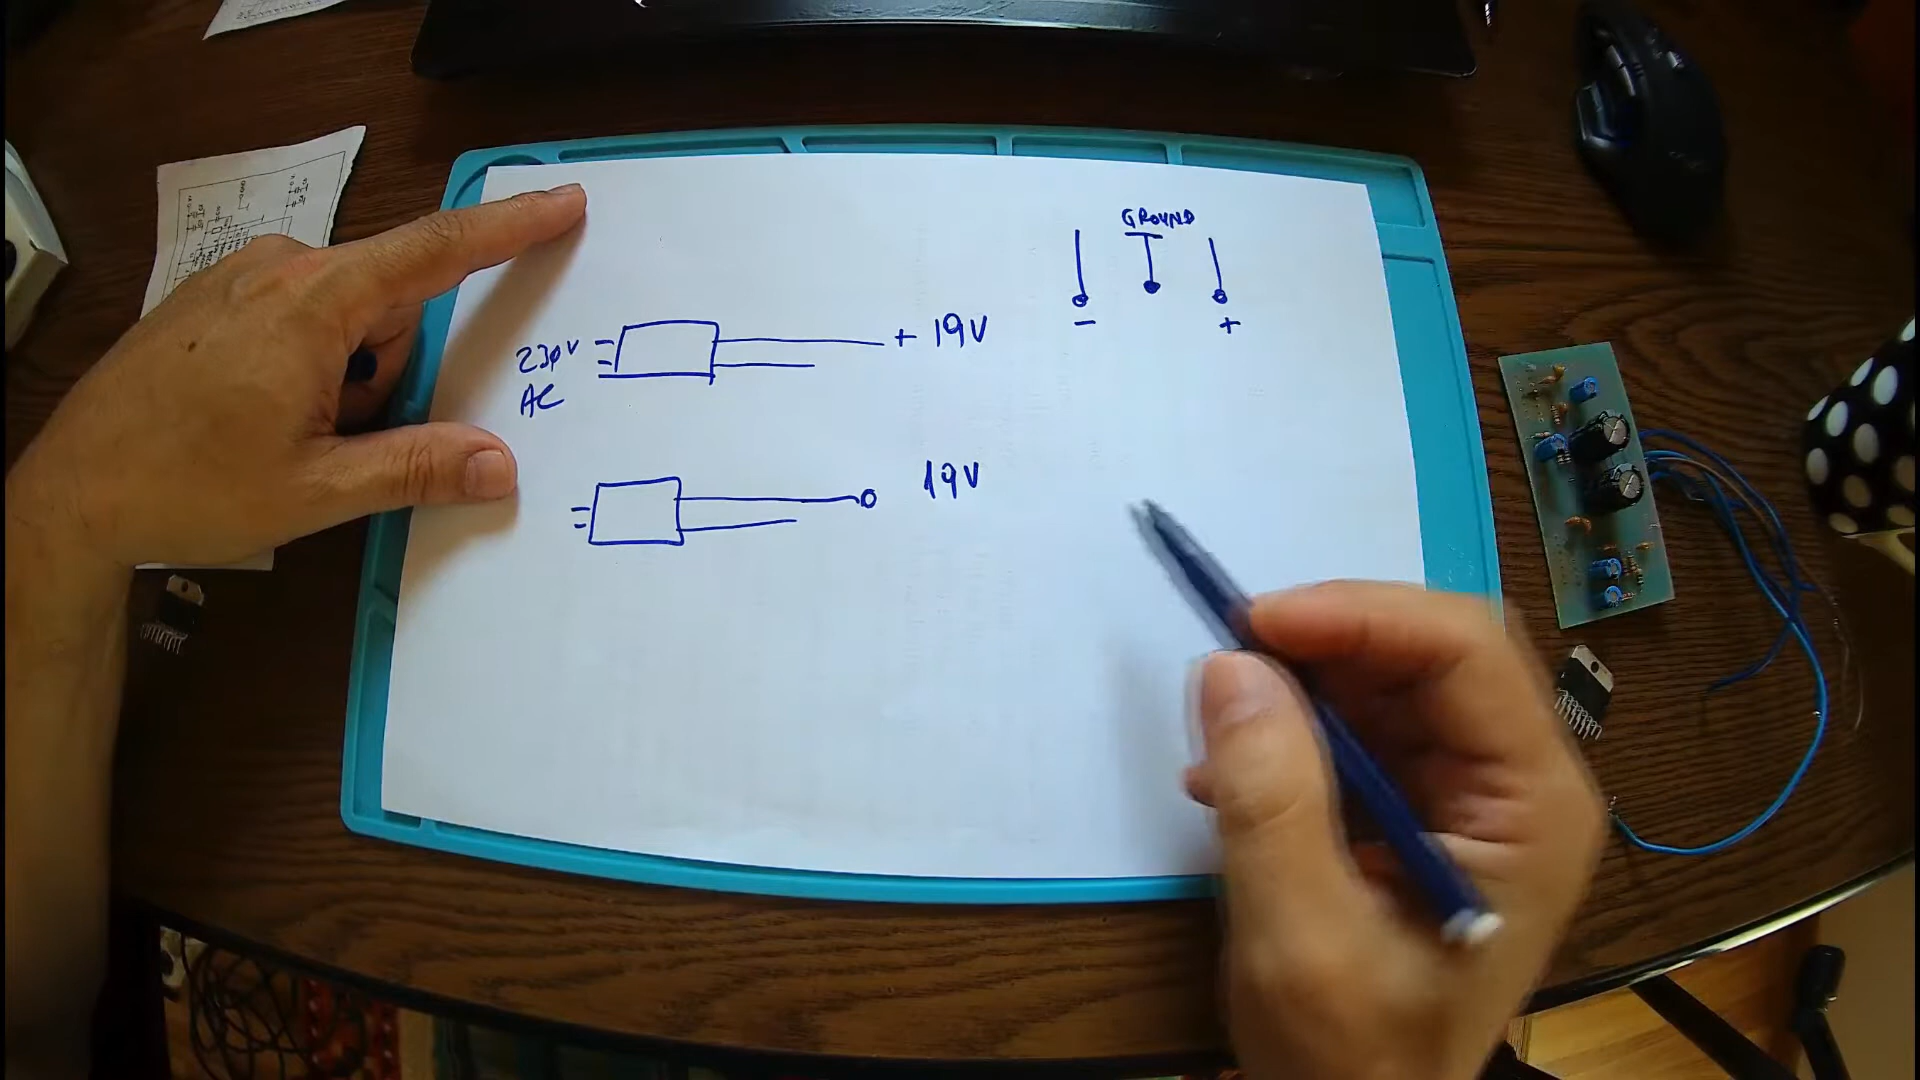 GROUND
- +
+ 19V
230V
AC
19V